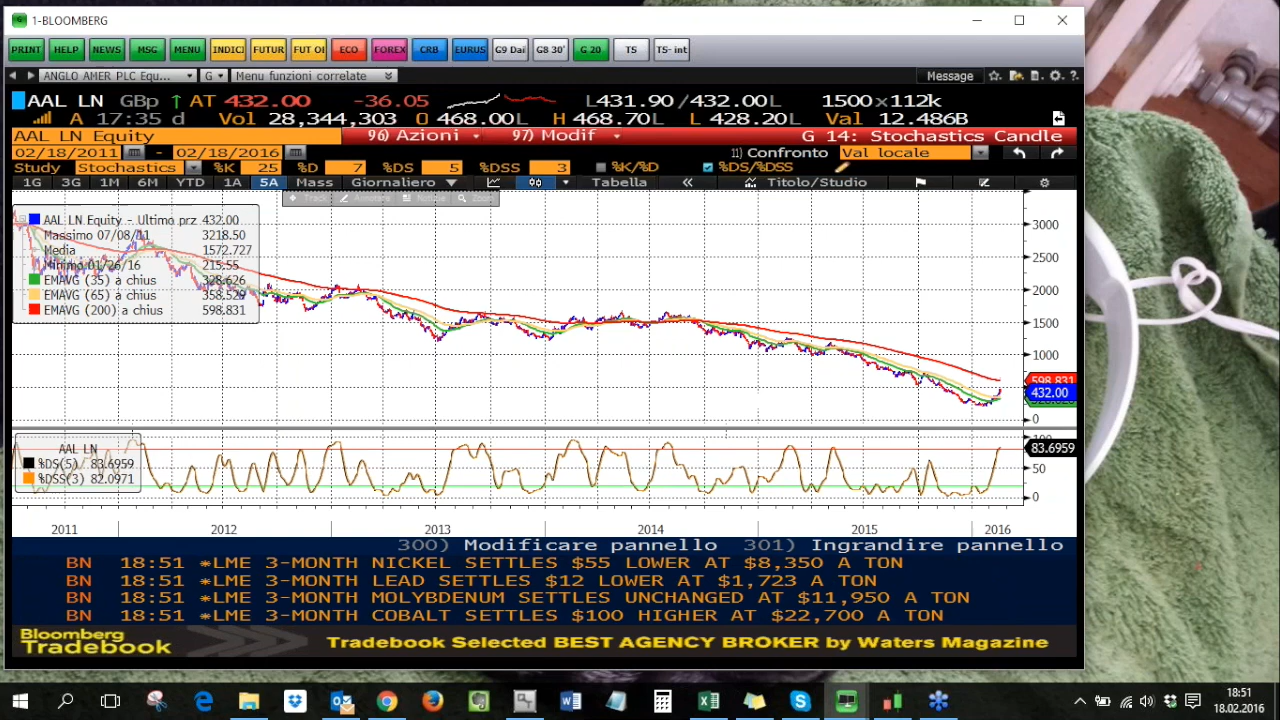 1-BLOOMBERG
PRINT HELP NEWS MSG MENU INDICI FUTUR FUT OI ECO FOREX CRB EURUS G9 Dai G8 30' G 20 TS T5- int
ANGLO AMER PLC Equ... G Menu funzioni correlate Message
AAL LN GBp ↑ AT 432.00 -36.05 L431.90 /432.00L 1500 x 112k
A 17:35 d Vol 28,344,303 O 468.00L H 468.70L L 428.20L Val 12.486B
AAL LN Equity 96) Azioni 97) Modif G 14: Stochastics Candle
02/18/2011 - 02/18/2016 11) Confronto Val locale
Study Stochastics %K 25 %D 7 %DS 5 %DSS 3 %K/%D %DS/%DSS
1G 3G 1M 6M YTD 1A 5A Mass Giornaliero Tabella « Titolo/Studio
Track Annotare Notizie Zoom
AAL LN Equity - Ultimo prz 432.00
Massimo 07/08/11 3218.50
Media 1572.727
Minimo 01/26/16 215.55
EMAVG (35) a chius 328.626
EMAVG (65) a chius 358.529
EMAVG (200) a chius 598.831
3000
2500
2000
1500
1000
598.831
432.00
0
AAL LN
%DS(5) 83.6959
%DSS(3) 82.0971
100
83.6959
50
0
2011 2012 2013 2014 2015 2016
300) Modificare pannello 301) Ingrandire pannello
BN 18:51 *LME 3-MONTH NICKEL SETTLES $55 LOWER AT $8,350 A TON
BN 18:51 *LME 3-MONTH LEAD SETTLES $12 LOWER AT $1,723 A TON
BN 18:51 *LME 3-MONTH MOLYBDENUM SETTLES UNCHANGED AT $11,950 A TON
BN 18:51 *LME 3-MONTH COBALT SETTLES $100 HIGHER AT $22,700 A TON
Bloomberg
Tradebook
Tradebook Selected BEST AGENCY BROKER by Waters Magazine
18:51
18.02.2016